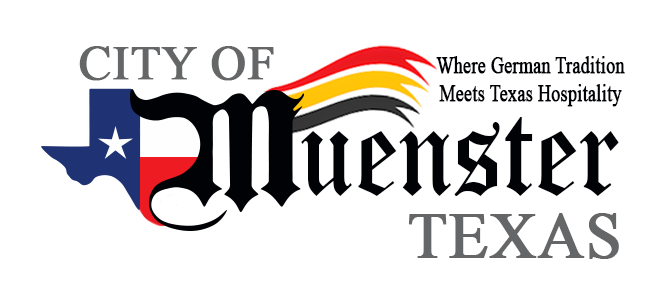 CITY OF
Where German Tradition
Meets Texas Hospitality
Muenster
TEXAS